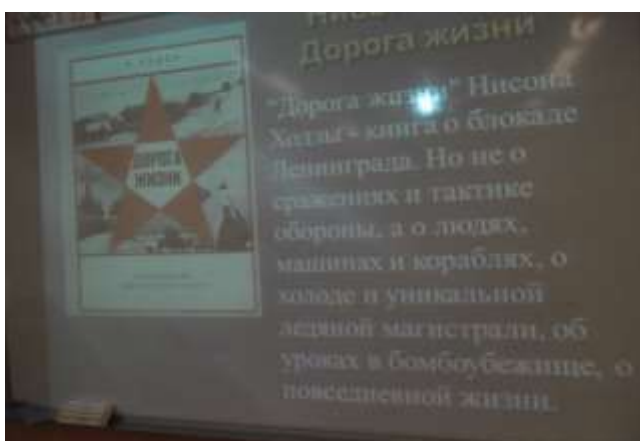 Дорога жизни
ДОРОГА
ЖИЗНИ
"Дорога жизни" Нисона
Ходзы - книга о блокаде
Ленинграда. Но не о
сражениях и тактике
обороны, а о людях,
машинах и кораблях, о
холоде и уникальной
ледяной магистрали, об
уроках в бомбоубежище, о
повседневной жизни.